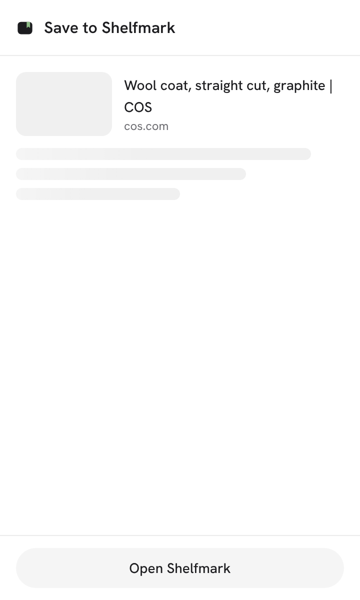 Save to Shelfmark
Wool coat, straight cut, graphite |
COS
cos.com
Open Shelfmark